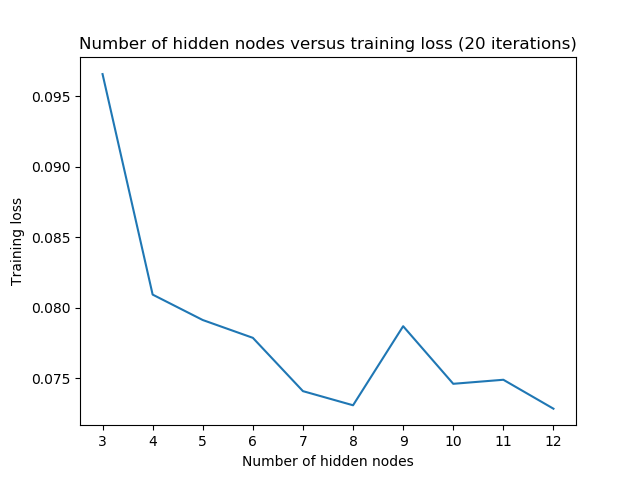 Number of hidden nodes versus training loss (20 iterations)
0.095
0.090
0.085
0.080
0.075
Training loss
3 4 5 6 7 8 9 10 11 12
Number of hidden nodes